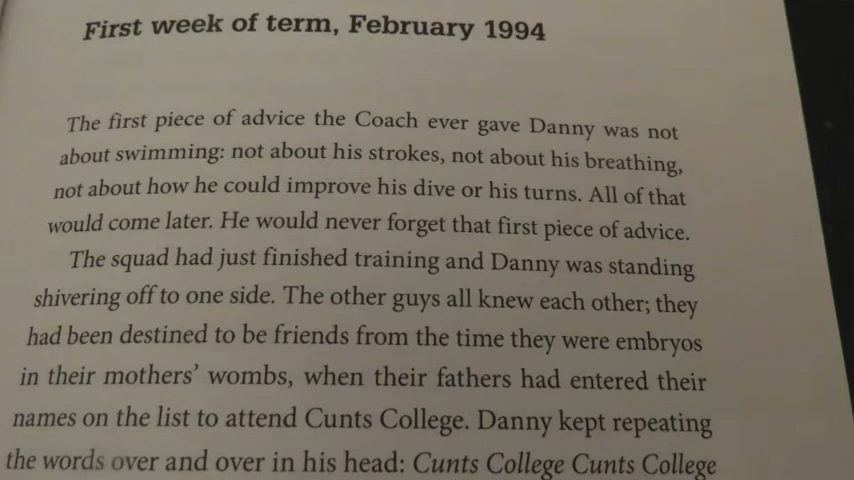 First week of term, February 1994
The first piece of advice the Coach ever gave Danny was not
about swimming: not about his strokes, not about his breathing,
not about how he could improve his dive or his turns. All of that
would come later. He would never forget that first piece of advice.
The squad had just finished training and Danny was standing
shivering off to one side. The other guys all knew each other; they
had been destined to be friends from the time they were embryos
in their mothers' wombs, when their fathers had entered their
names on the list to attend Cunts College. Danny kept repeating
the words over and over in his head: Cunts College Cunts College